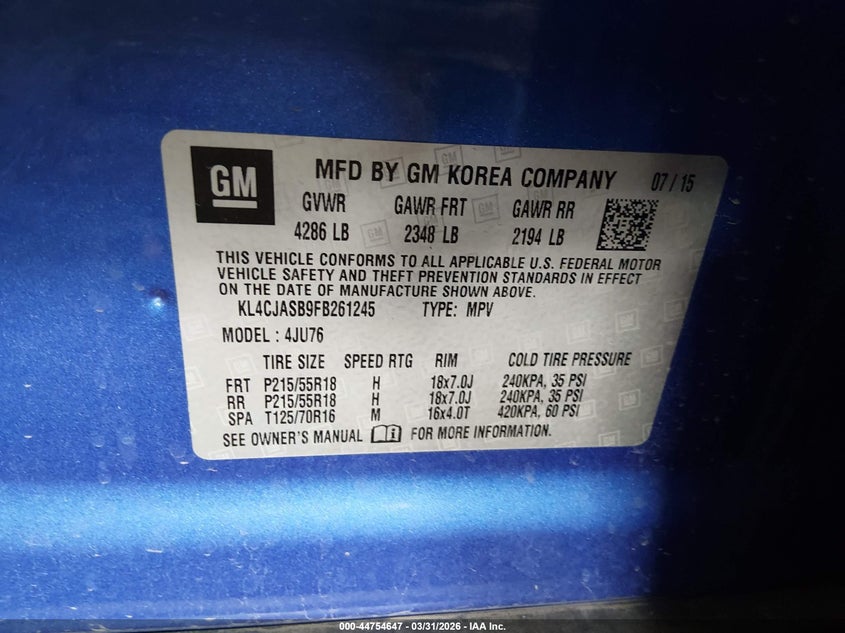 GM
MFD BY GM KOREA COMPANY 07/15
GVWR GAWR FRT GAWR RR
4286 LB 2348 LB 2194 LB
THIS VEHICLE CONFORMS TO ALL APPLICABLE U.S. FEDERAL MOTOR
VEHICLE SAFETY AND THEFT PREVENTION STANDARDS IN EFFECT
ON THE DATE OF MANUFACTURE SHOWN ABOVE.
KL4CJASB9FB261245 TYPE: MPV
MODEL : 4JU76
TIRE SIZE SPEED RTG RIM COLD TIRE PRESSURE
FRT P215/55R18 H 18x7.0J 240KPA, 35 PSI
RR P215/55R18 H 18x7.0J 240KPA, 35 PSI
SPA T125/70R16 M 16x4.0T 420KPA, 60 PSI
SEE OWNER'S MANUAL FOR MORE INFORMATION.
000-44754647 - 03/31/2026 - IAA Inc.